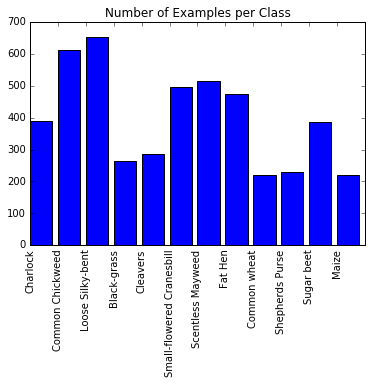 Number of Examples per Class
700
600
500
400
300
200
100
0
Charlock
Common Chickweed
Loose Silky-bent
Black-grass
Cleavers
Small-flowered Cranesbill
Scentless Mayweed
Fat Hen
Common wheat
Shepherds Purse
Sugar beet
Maize